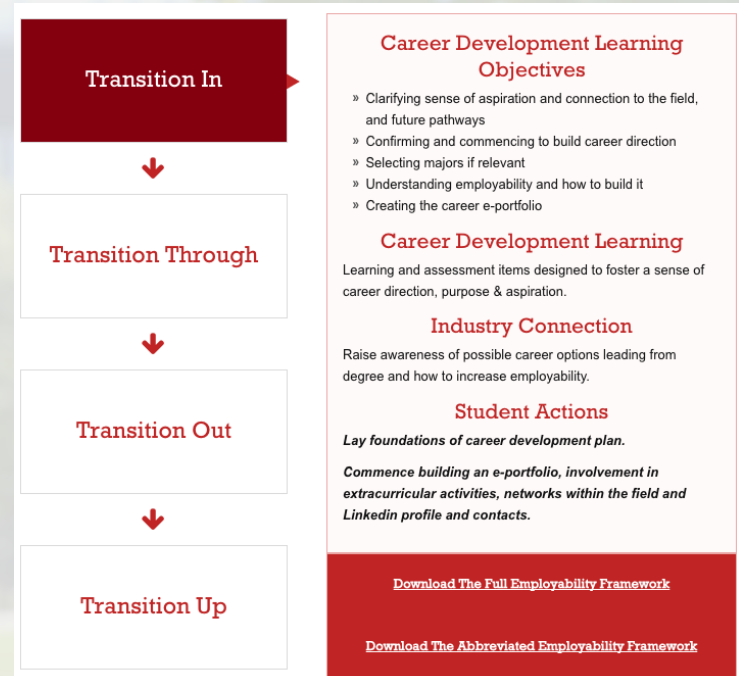 Transition In
Transition Through
Transition Out
Transition Up
Career Development Learning
Objectives
» Clarifying sense of aspiration and connection to the field,
and future pathways
» Confirming and commencing to build career direction
» Selecting majors if relevant
» Understanding employability and how to build it
» Creating the career e-portfolio
Career Development Learning
Learning and assessment items designed to foster a sense of
career direction, purpose & aspiration.
Industry Connection
Raise awareness of possible career options leading from
degree and how to increase employability.
Student Actions
Lay foundations of career development plan.
Commence building an e-portfolio, involvement in
extracurricular activities, networks within the field and
Linkedin profile and contacts.
Download The Full Employability Framework
Download The Abbreviated Employability Framework